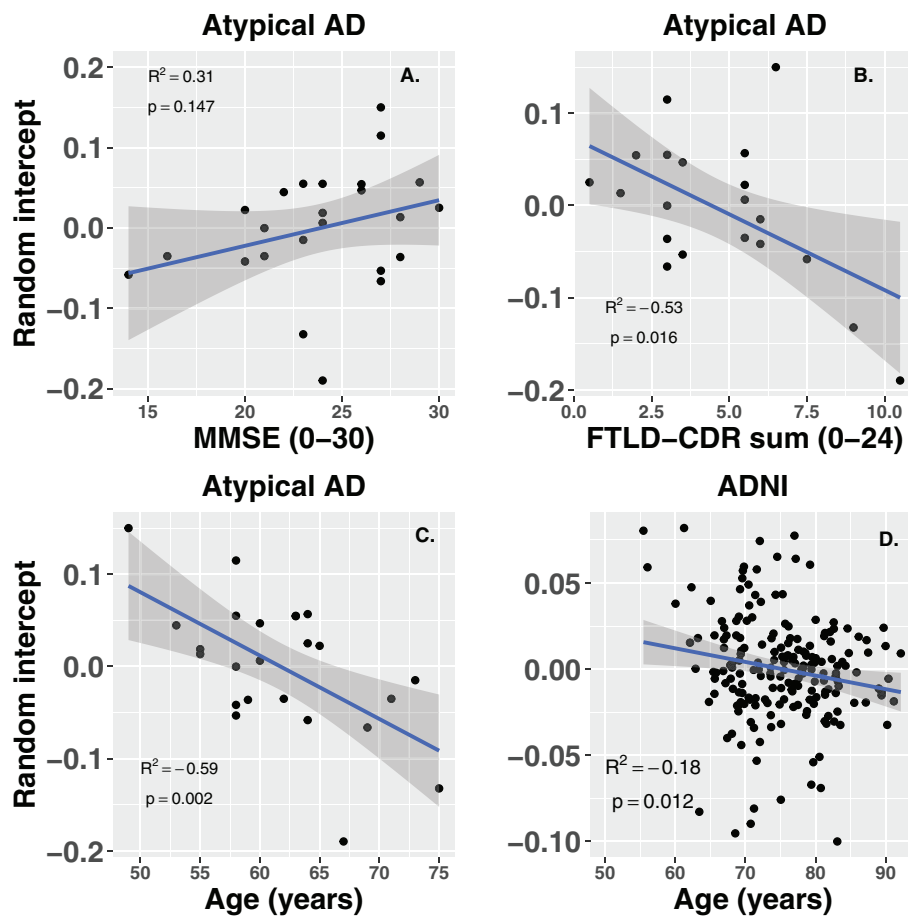 Atypical AD
Atypical AD
Random intercept
0.2
0.1
0.0
−0.1
−0.2
R² = 0.31
p = 0.147
A.
15
20
25
30
MMSE (0−30)
0.1
0.0
−0.1
−0.2
B.
R² = −0.53
p = 0.016
0.0
2.5
5.0
7.5
10.0
FTLD−CDR sum (0−24)
Atypical AD
ADNI
Random intercept
0.1
0.0
−0.1
−0.2
C.
R² = −0.59
p = 0.002
50
55
60
65
70
75
Age (years)
0.05
0.00
−0.05
−0.10
D.
R² = −0.18
p = 0.012
50
60
70
80
90
Age (years)